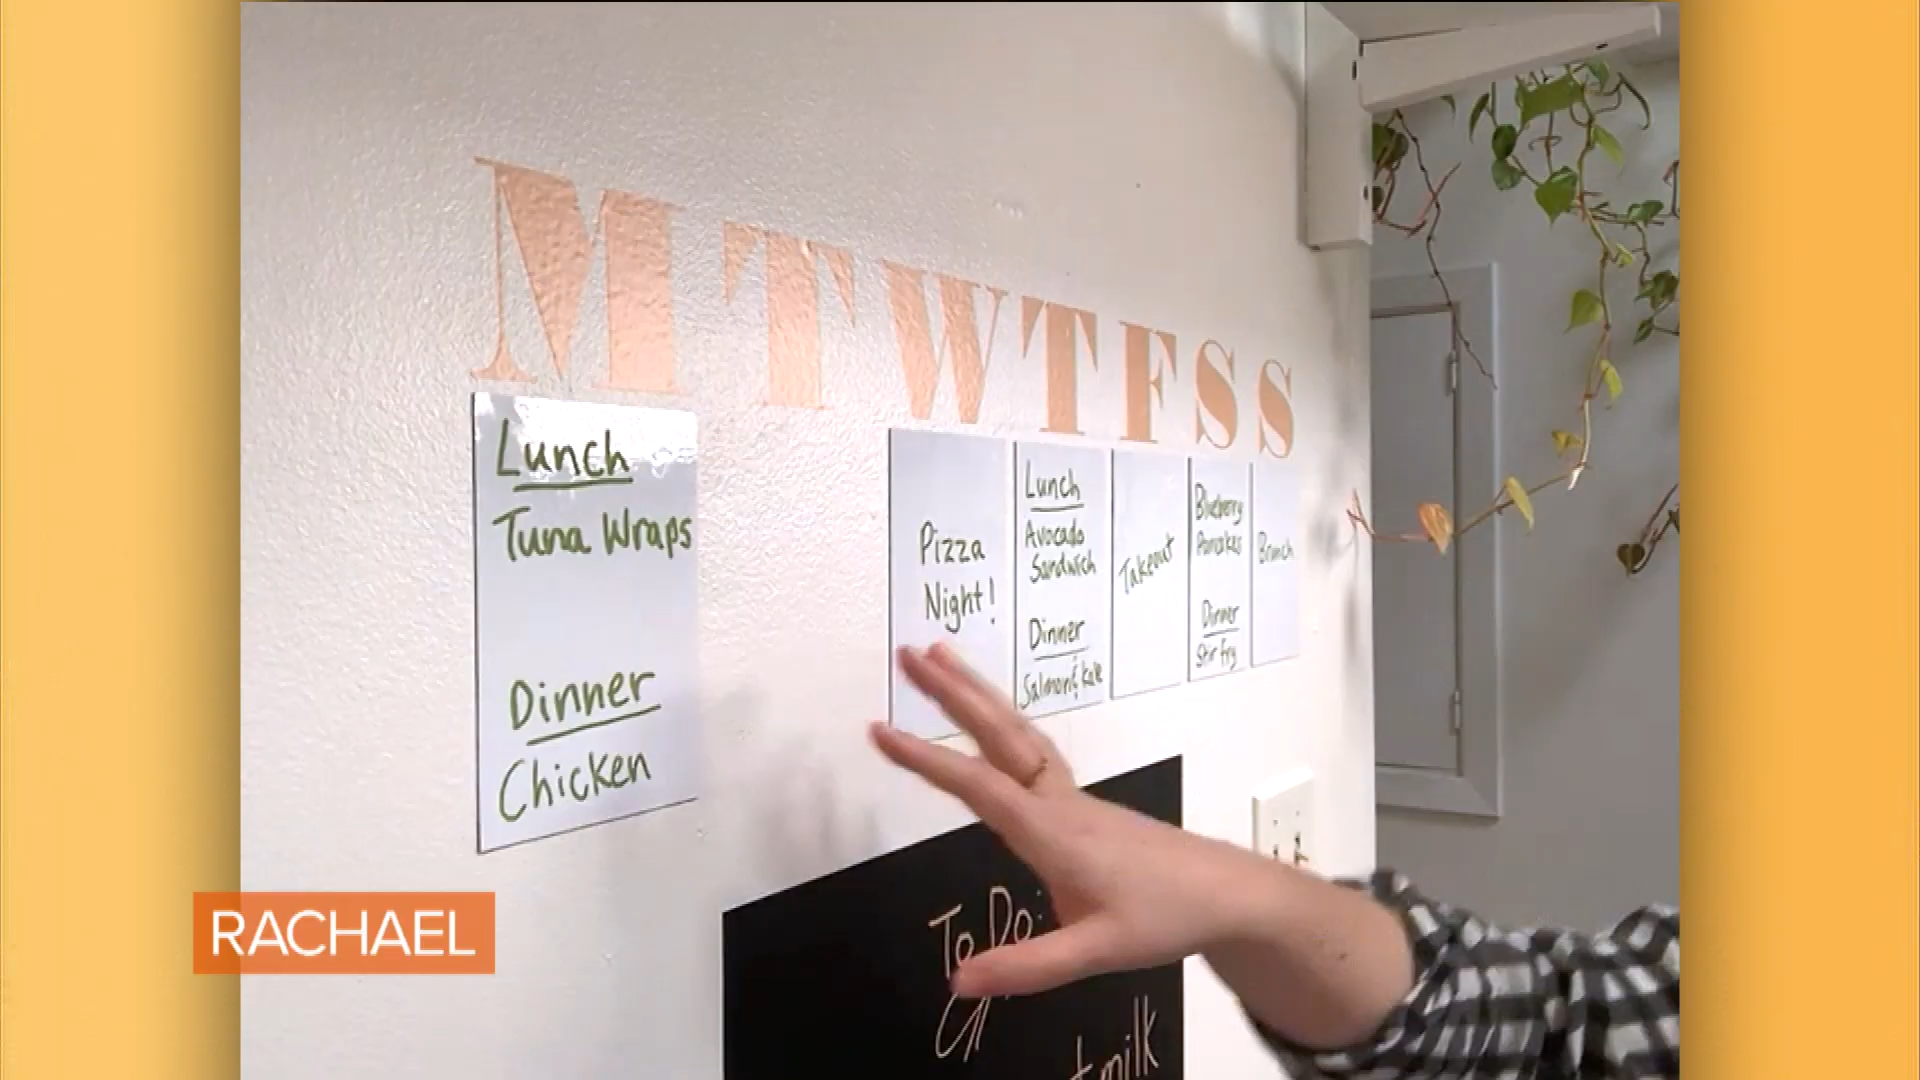 M T W T F S S
Lunch
Tuna Wraps
Dinner
Chicken
Pizza
Night!
Lunch
Avocado
Sandwich
Dinner
Salmon & Kale
Takeout
Blueberry
Pancakes
Dinner
Stir fry
Brunch
To Do:
milk
RACHAEL